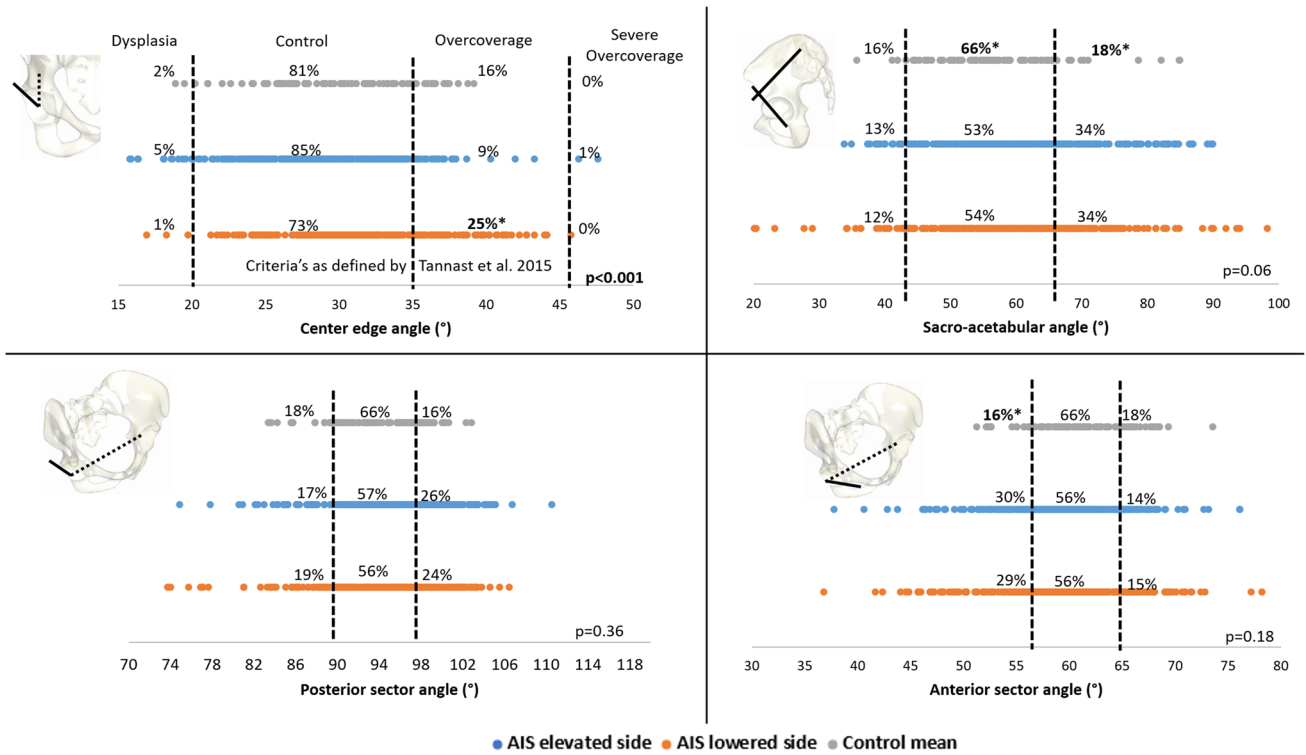 Dysplasia Control Overcoverage Severe
Overcoverage
2% 81% 16% 0%
5% 85% 9% 1%
1% 73% 25%* 0%
Criteria's as defined by Tannast et al. 2015
p<0.001
15 20 25 30 35 40 45 50
Center edge angle (°)
16% 66%* 18%*
13% 53% 34%
12% 54% 34%
p=0.06
20 30 40 50 60 70 80 90 100
Sacro-acetabular angle (°)
18% 66% 16%
17% 57% 26%
19% 56% 24%
p=0.36
70 74 78 82 86 90 94 98 102 106 110 114 118
Posterior sector angle (°)
16%* 66% 18%
30% 56% 14%
29% 56% 15%
p=0.18
30 35 40 45 50 55 60 65 70 75 80
Anterior sector angle (°)
AIS elevated side AIS lowered side Control mean